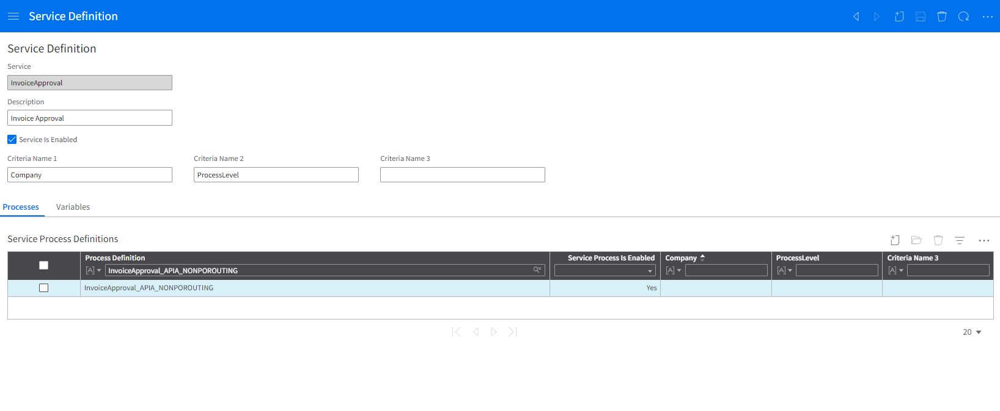 Service Definition
Service Definition
Service
InvoiceApproval
Description
Invoice Approval
Service Is Enabled
Criteria Name 1 Criteria Name 2 Criteria Name 3
Company ProcessLevel
Processes Variables
Service Process Definitions
Process Definition Service Process Is Enabled Company ProcessLevel Criteria Name 3
[A] InvoiceApproval_APIA_NONPOROUTING [A] [A] [A]
InvoiceApproval_APIA_NONPOROUTING Yes
20